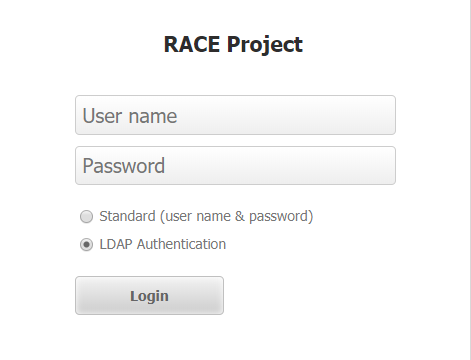 RACE Project
User name
Password
Standard (user name & password)
LDAP Authentication
Login